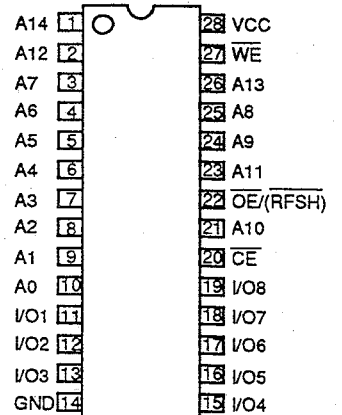 A14 1 28 VCC
A12 2 27 WE
A7 3 26 A13
A6 4 25 A8
A5 5 24 A9
A4 6 23 A11
A3 7 22 OE/(RFSH)
A2 8 21 A10
A1 9 20 CE
A0 10 19 I/O8
I/O1 11 18 I/O7
I/O2 12 17 I/O6
I/O3 13 16 I/O5
GND 14 15 I/O4